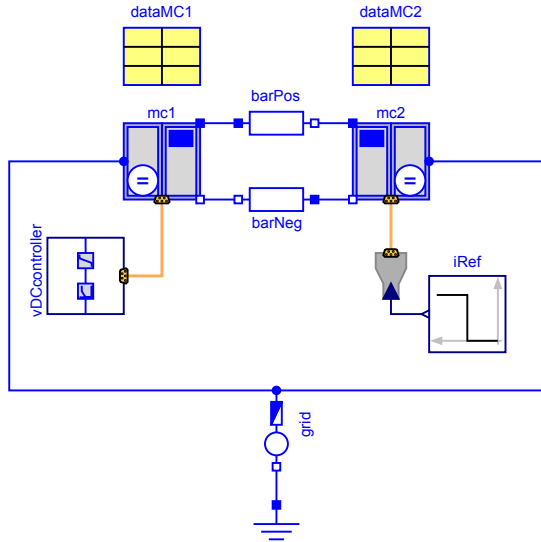 dataMC1
dataMC2
mc1
barPos
mc2
=
=
barNeg
vDCcontroller
iRef
grid